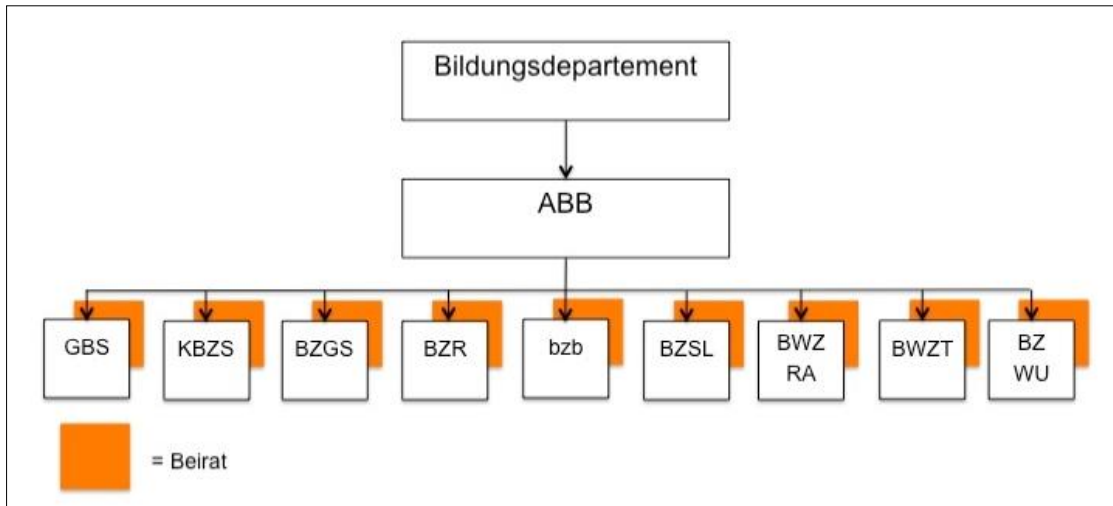 Bildungsdepartement
ABB
GBS
KBZS
BZGS
BZR
bzb
BZSL
BWZ
RA
BWZT
BZ
WU
= Beirat